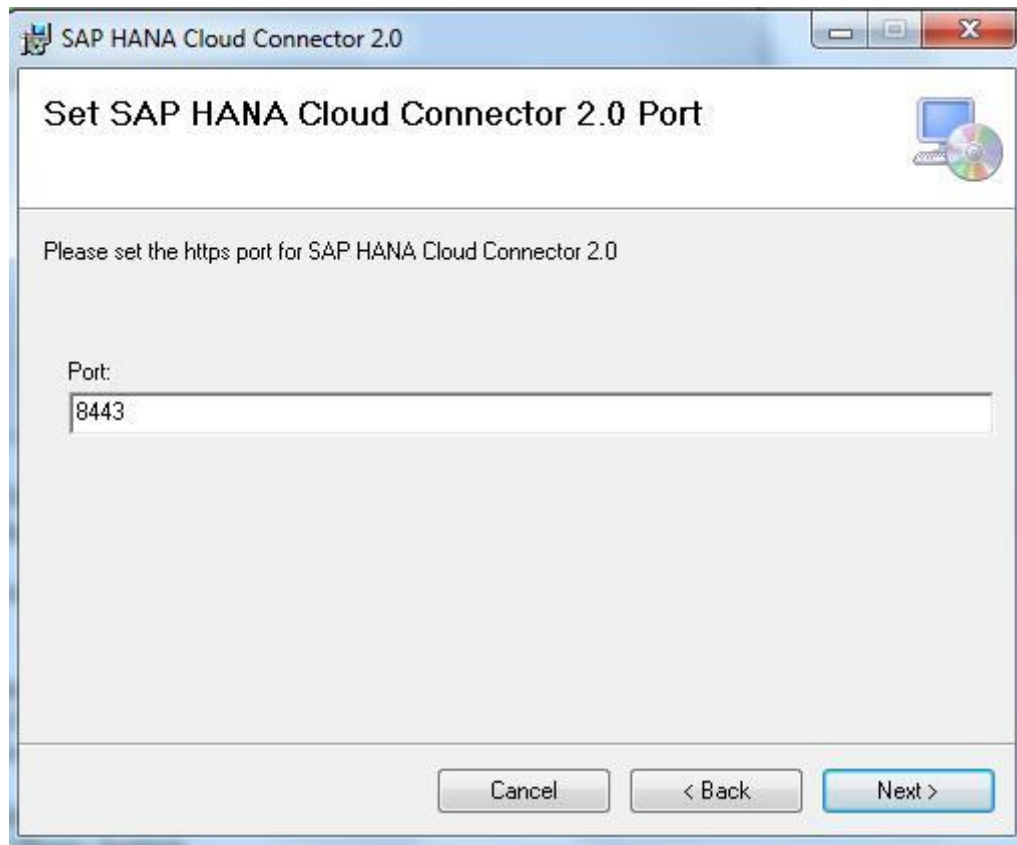 SAP HANA Cloud Connector 2.0
Set SAP HANA Cloud Connector 2.0 Port
Please set the https port for SAP HANA Cloud Connector 2.0
Port:
8443
Cancel
< Back
Next >